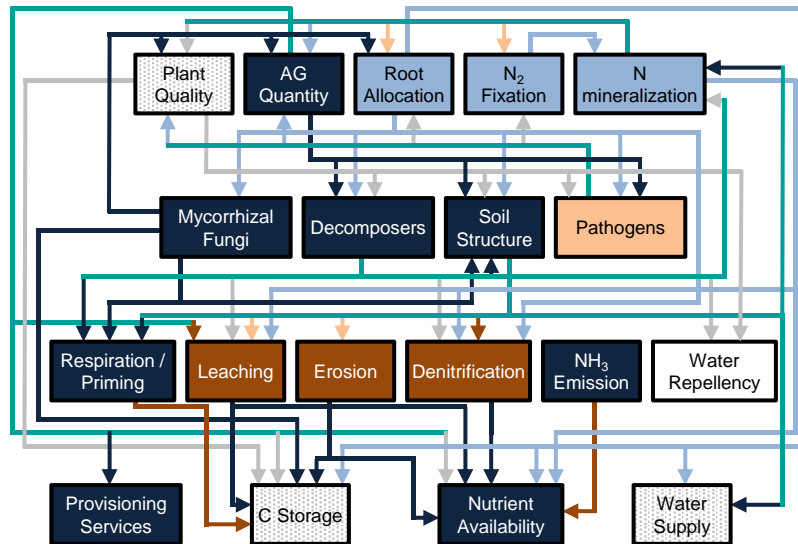 Plant
Quality
AG
Quantity
Root
Allocation
N₂
Fixation
N
mineralization
Mycorrhizal
Fungi
Decomposers
Soil
Structure
Pathogens
Respiration /
Priming
Leaching
Erosion
Denitrification
NH₃
Emission
Water
Repellency
Provisioning
Services
C Storage
Nutrient
Availability
Water
Supply